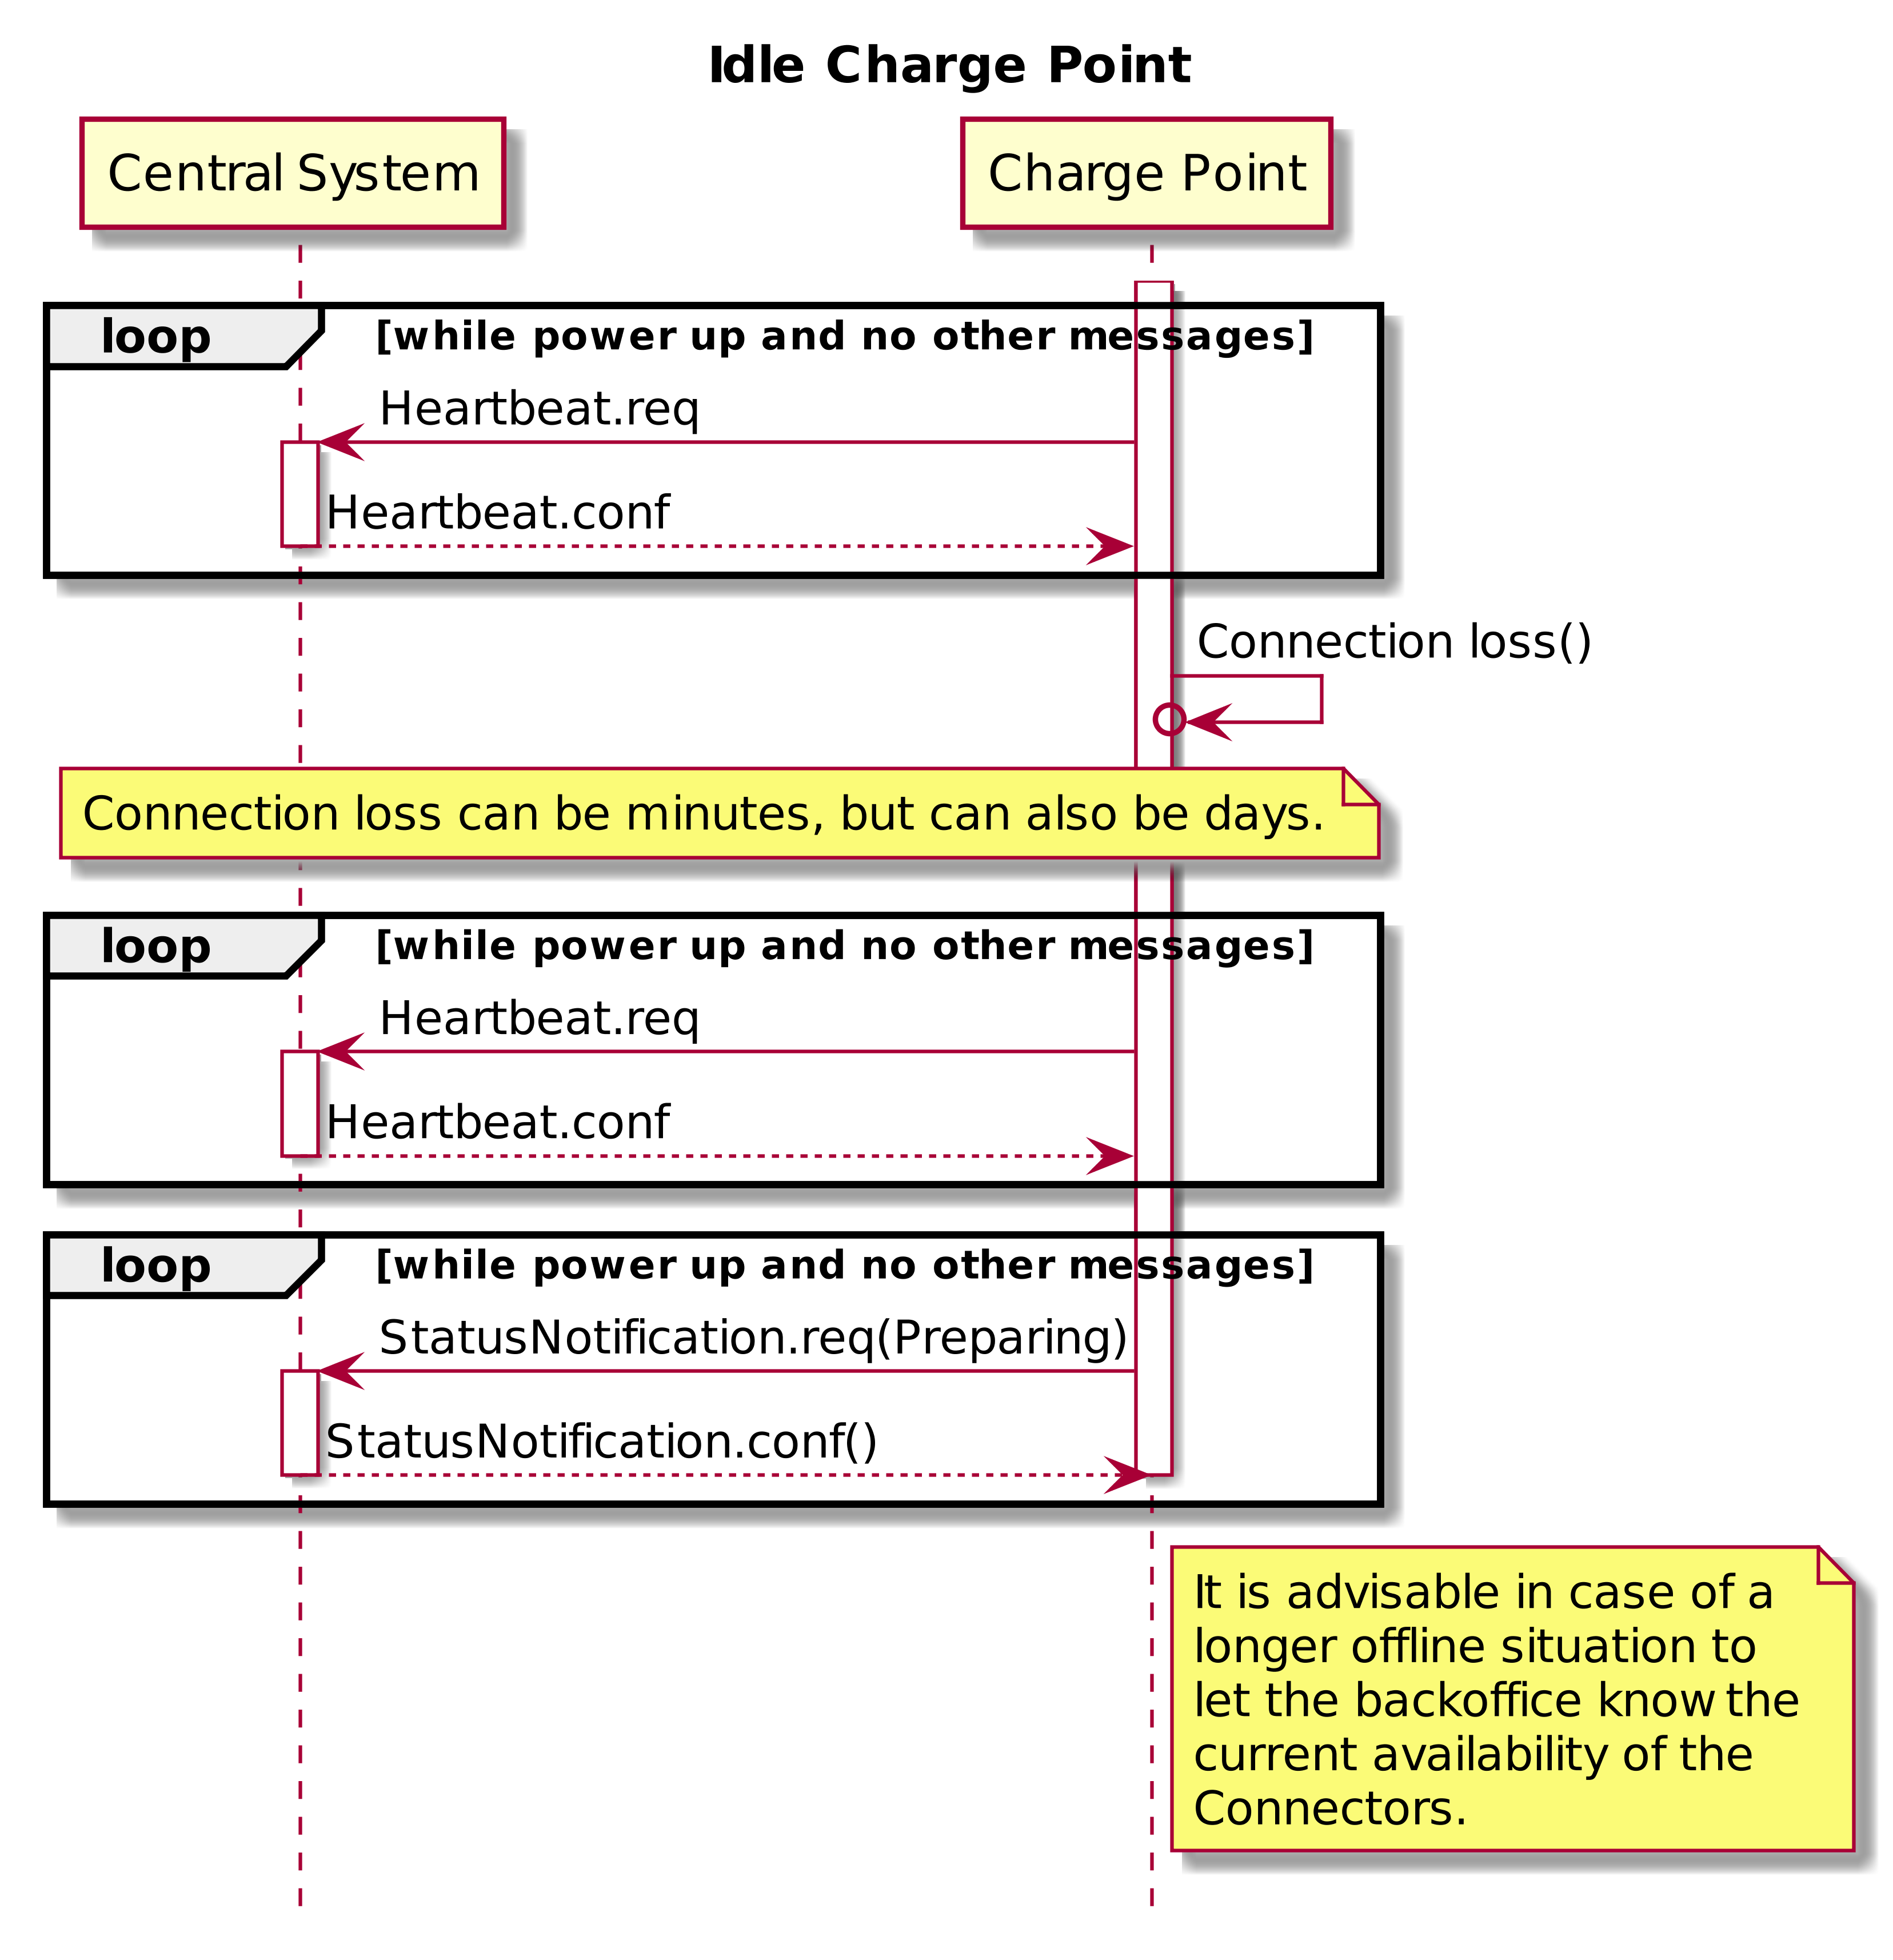 Idle Charge Point
Central System
Charge Point
loop
[while power up and no other messages]
Heartbeat.req
Heartbeat.conf
Connection loss()
Connection loss can be minutes, but can also be days.
loop
[while power up and no other messages]
Heartbeat.req
Heartbeat.conf
loop
[while power up and no other messages]
StatusNotification.req(Preparing)
StatusNotification.conf()
It is advisable in case of a
longer offline situation to
let the backoffice know the
current availability of the
Connectors.